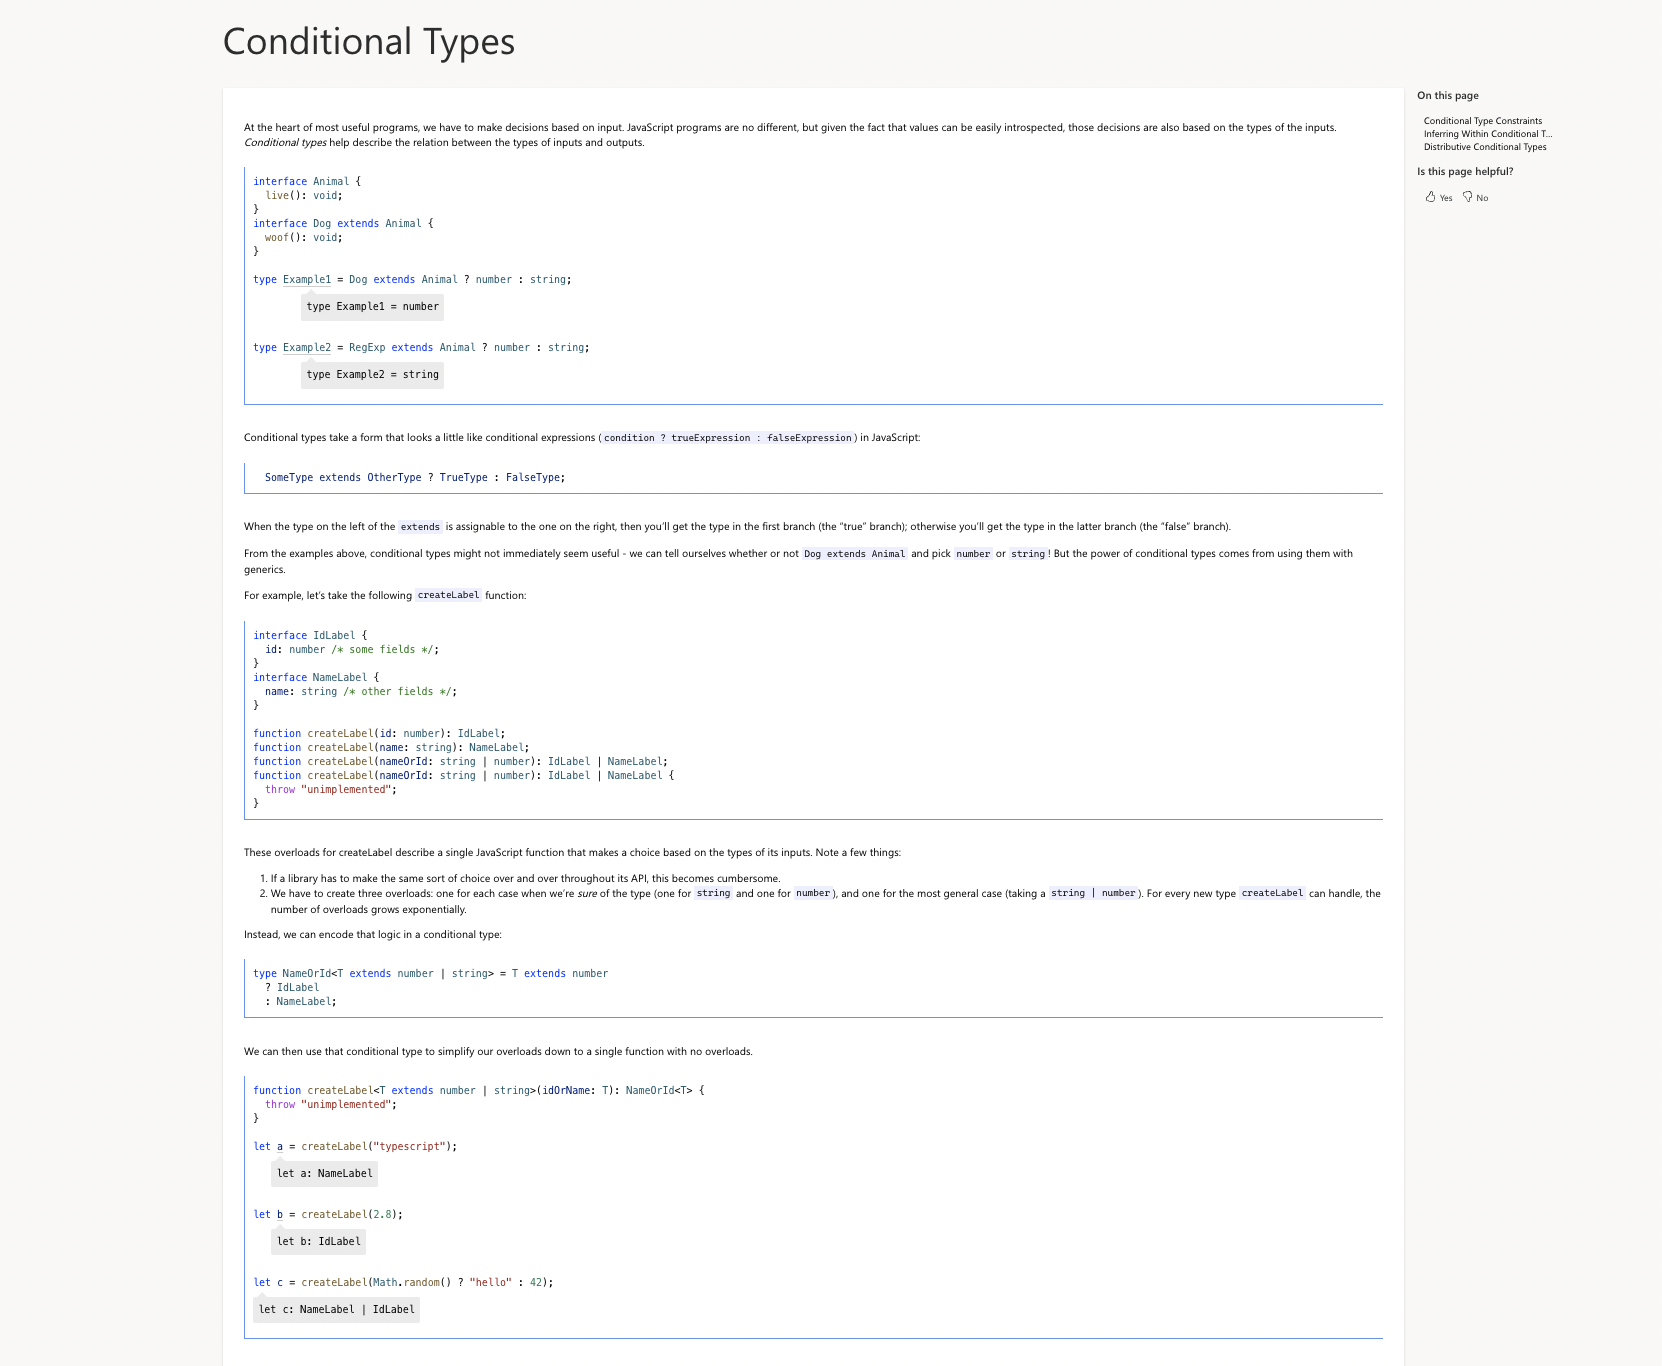 Conditional Types
At the heart of most useful programs, we have to make decisions based on input. JavaScript programs are no different, but given the fact that values can be easily introspected, those decisions are also based on the types of the inputs.
Conditional types help describe the relation between the types of inputs and outputs.
interface Animal {
  live(): void;
}
interface Dog extends Animal {
  woof(): void;
}
type Example1 = Dog extends Animal ? number : string;
type Example1 = number
type Example2 = RegExp extends Animal ? number : string;
type Example2 = string
Conditional types take a form that looks a little like conditional expressions (condition ? trueExpression : falseExpression) in JavaScript:
SomeType extends OtherType ? TrueType : FalseType;
When the type on the left of the extends is assignable to the one on the right, then you’ll get the type in the first branch (the “true” branch); otherwise you’ll get the type in the latter branch (the “false” branch).
From the examples above, conditional types might not immediately seem useful - we can tell ourselves whether or not Dog extends Animal and pick number or string! But the power of conditional types comes from using them with
generics.
For example, let’s take the following createLabel function:
interface IdLabel {
  id: number /* some fields */;
}
interface NameLabel {
  name: string /* other fields */;
}
function createLabel(id: number): IdLabel;
function createLabel(name: string): NameLabel;
function createLabel(nameOrId: string | number): IdLabel | NameLabel;
function createLabel(nameOrId: string | number): IdLabel | NameLabel {
  throw "unimplemented";
}
These overloads for createLabel describe a single JavaScript function that makes a choice based on the types of its inputs. Note a few things:
1. If a library has to make the same sort of choice over and over throughout its API, this becomes cumbersome.
2. We have to create three overloads: one for each case when we’re sure of the type (one for string and one for number), and one for the most general case (taking a string | number). For every new type createLabel can handle, the
number of overloads grows exponentially.
Instead, we can encode that logic in a conditional type:
type NameOrId<T extends number | string> = T extends number
  ? IdLabel
  : NameLabel;
We can then use that conditional type to simplify our overloads down to a single function with no overloads.
function createLabel<T extends number | string>(idOrName: T): NameOrId<T> {
  throw "unimplemented";
}
let a = createLabel("typescript");
let a: NameLabel
let b = createLabel(2.8);
let b: IdLabel
let c = createLabel(Math.random() ? "hello" : 42);
let c: NameLabel | IdLabel
On this page
Conditional Type Constraints
Inferring Within Conditional T...
Distributive Conditional Types
Is this page helpful?
Yes No